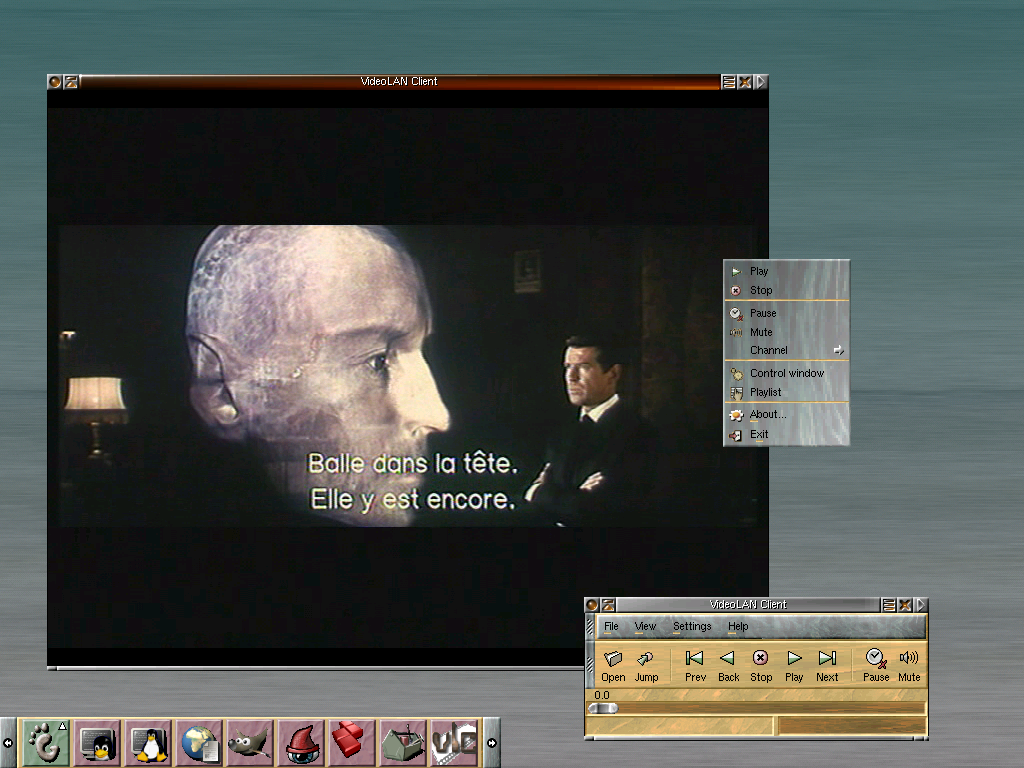 VideoLAN Client
Balle dans la tête.
Elle y est encore.
Play
Stop
Pause
Mute
Channel
Control window
Playlist
About...
Exit
VideoLAN Client
File View Settings Help
Open Jump Prev Back Stop Play Next Pause Mute
0.0